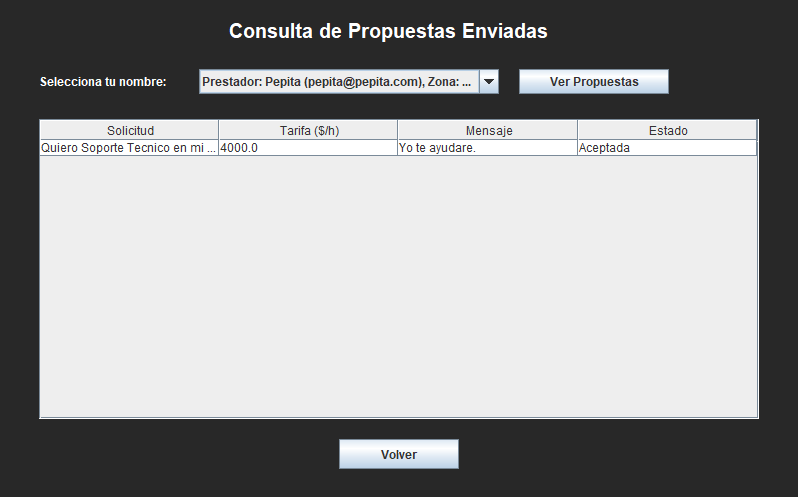 Consulta de Propuestas Enviadas
Selecciona tu nombre: Prestador: Pepita (pepita@pepita.com), Zona: ... Ver Propuestas
Solicitud Tarifa ($/h) Mensaje Estado
Quiero Soporte Tecnico en mi ... 4000.0 Yo te ayudare. Aceptada
Volver